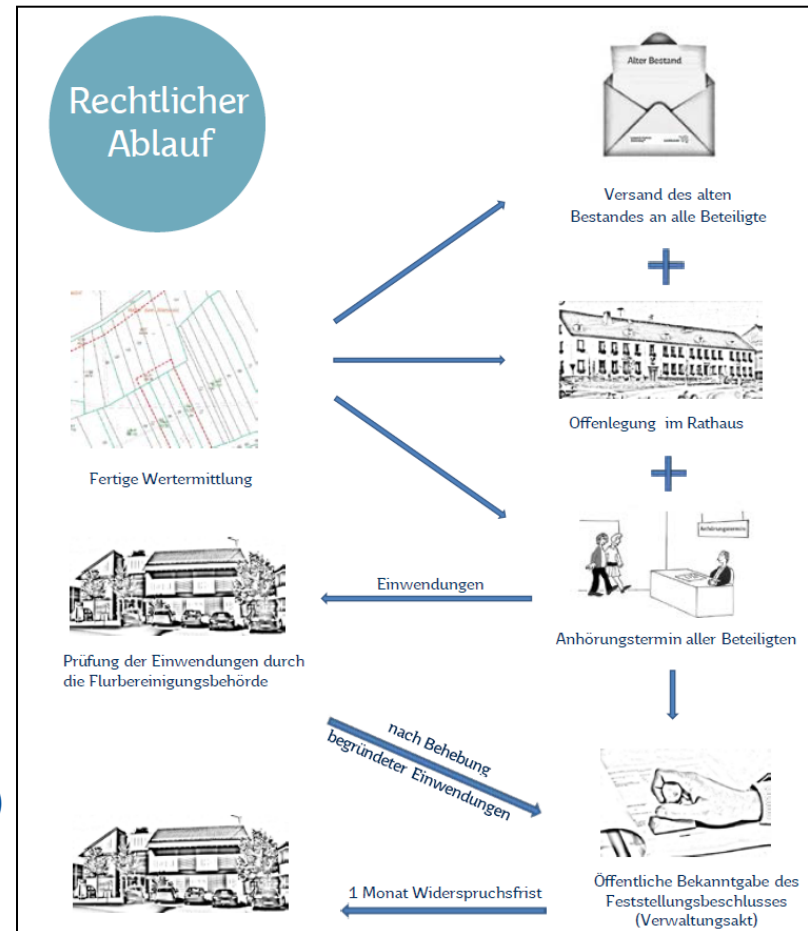 Rechtlicher
Ablauf
Alter Bestand
Versand des alten
Bestandes an alle Beteiligte
Fertige Wertermittlung
Offenlegung im Rathaus
Anhörungstermin
Anhörungstermin aller Beteiligten
Einwendungen
Prüfung der Einwendungen durch
die Flurbereinigungsbehörde
nach Behebung
begründeter Einwendungen
Öffentliche Bekanntgabe des
Feststellungsbeschlusses
(Verwaltungsakt)
1 Monat Widerspruchsfrist